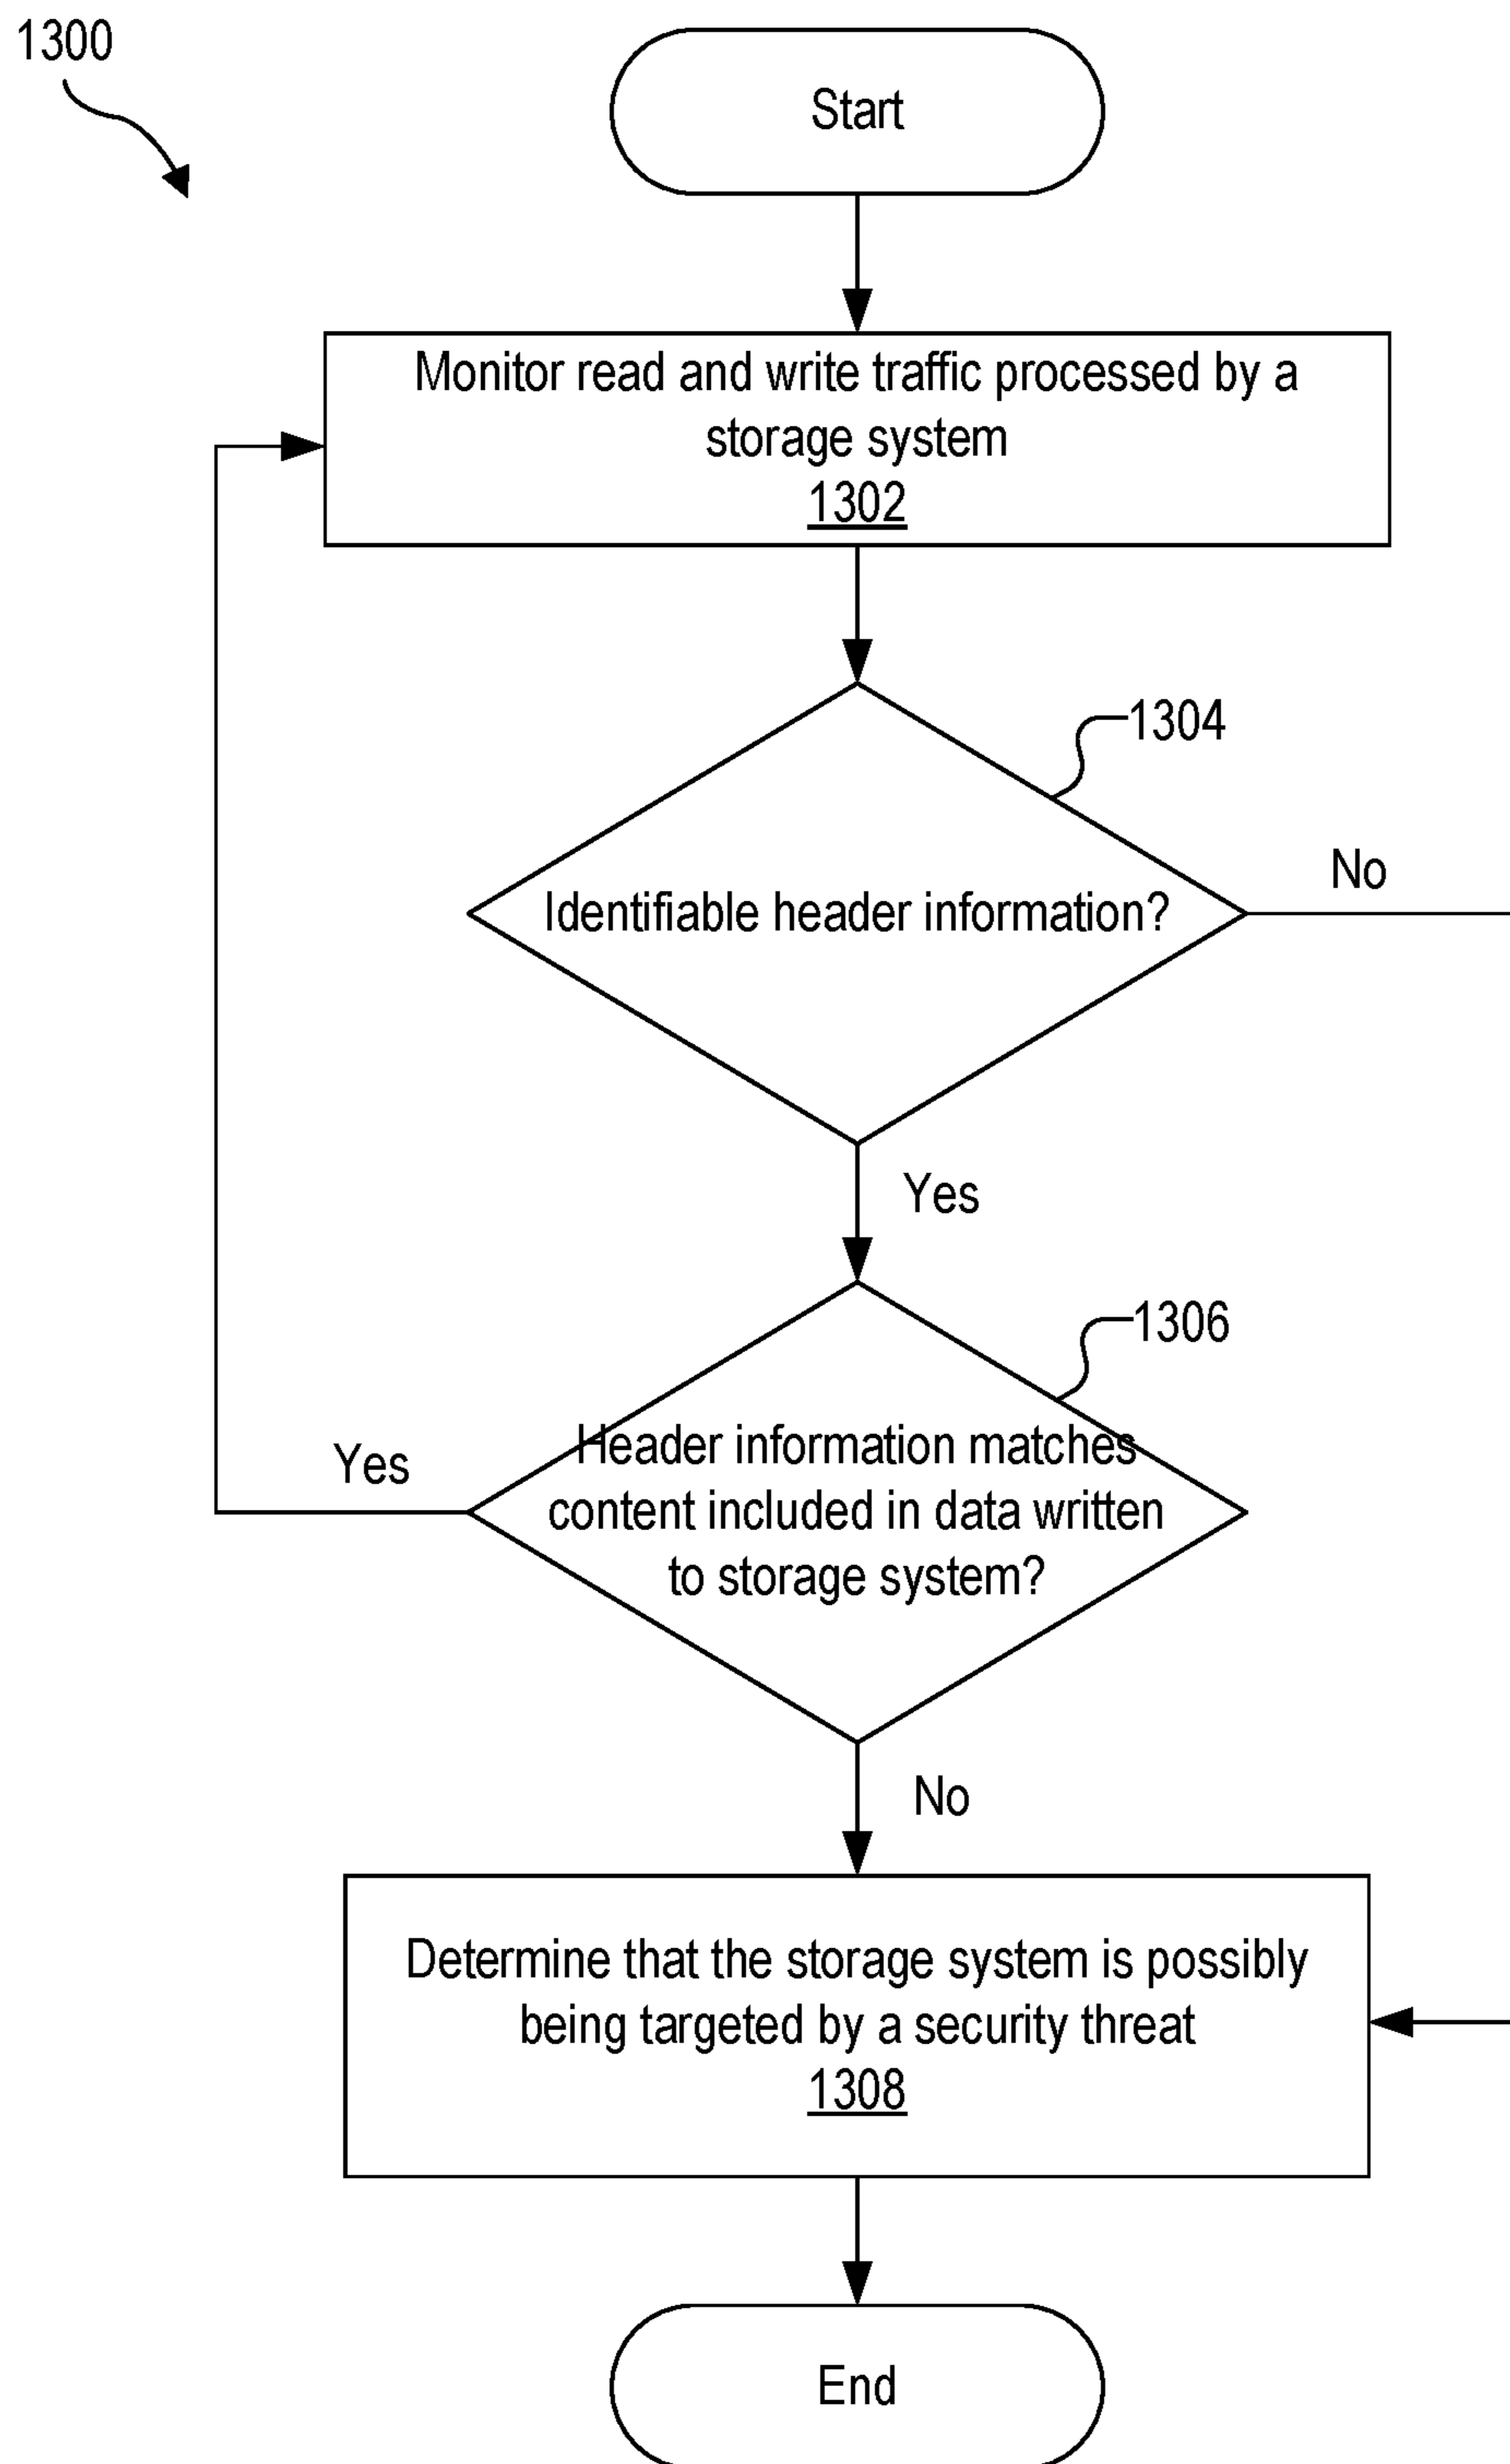 1300
Start
Monitor read and write traffic processed by a
storage system
1302
1304
Identifiable header information?
No
Yes
1306
Header information matches
content included in data written
to storage system?
Yes
No
Determine that the storage system is possibly
being targeted by a security threat
1308
End